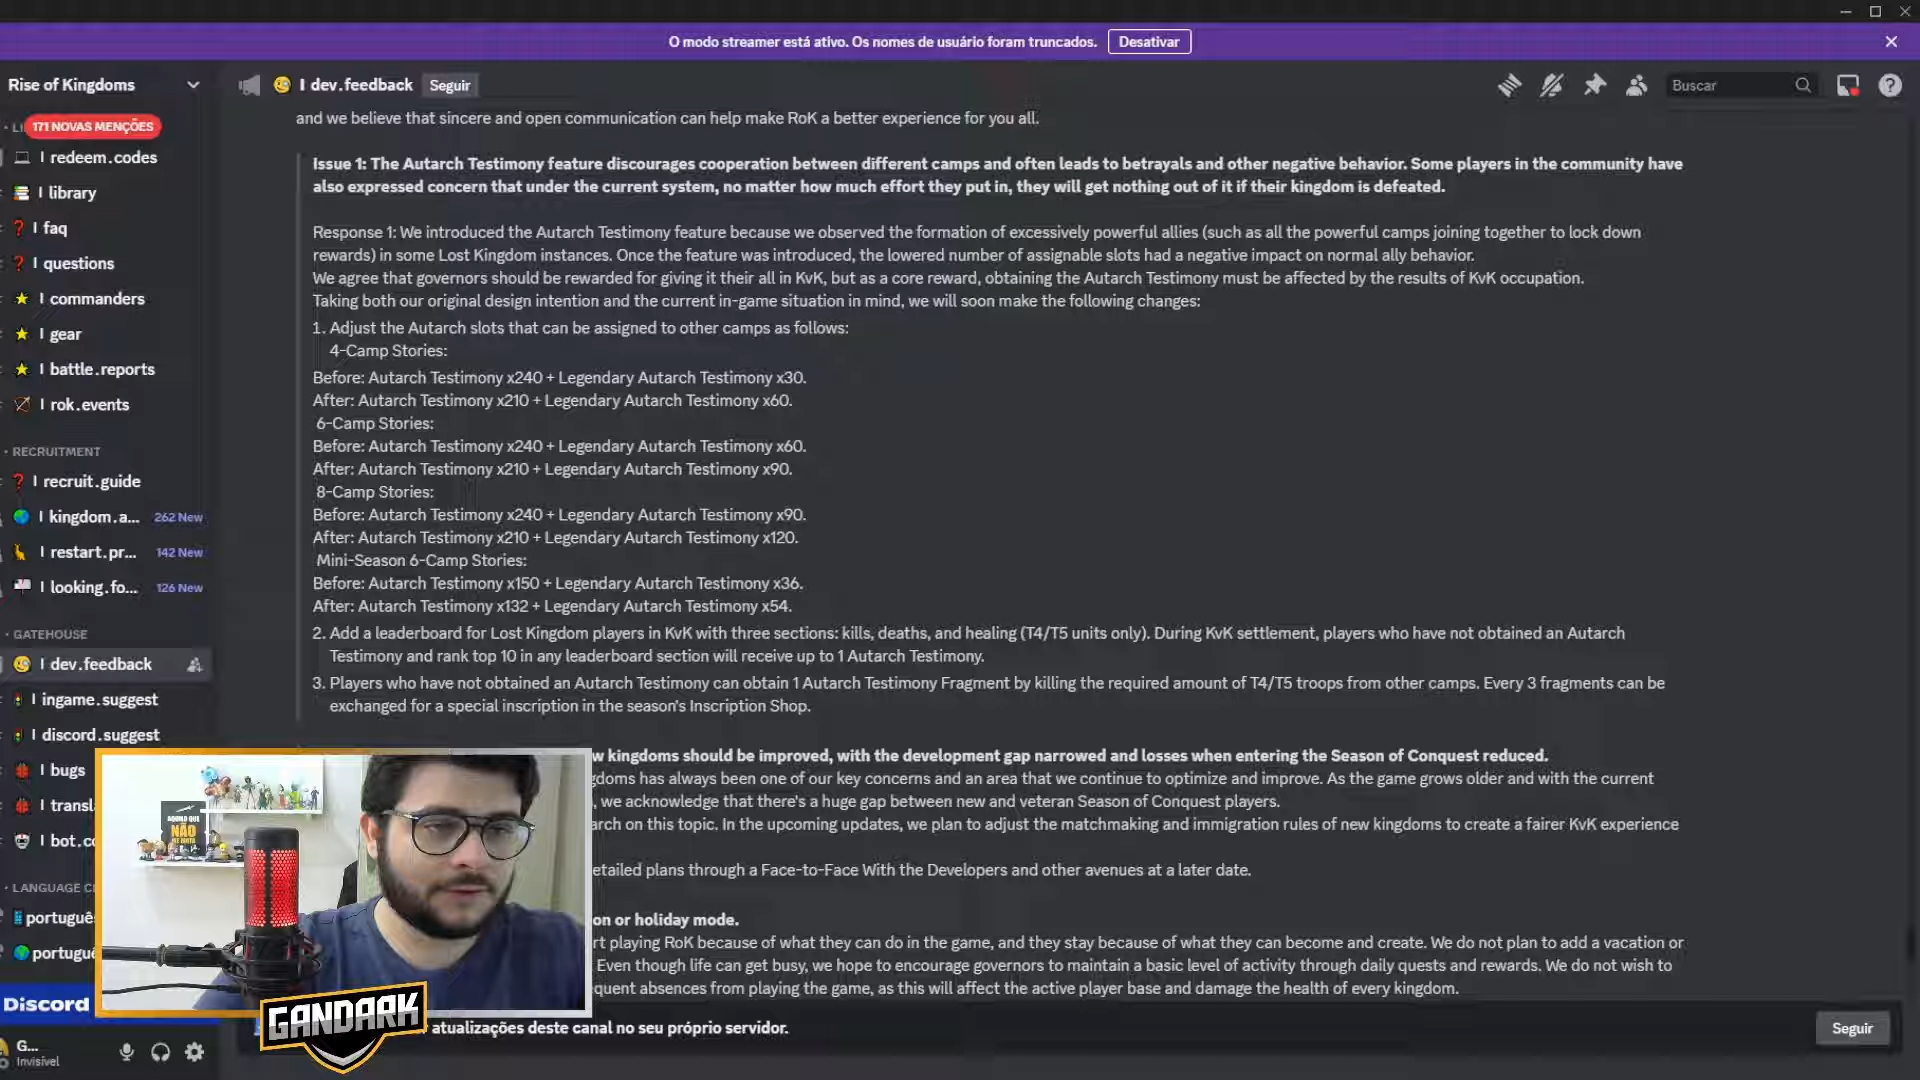 O modo streamer está ativo. Os nomes de usuário foram truncados. Desativar
Rise of Kingdoms
171 NOVAS MENÇÕES
redeem.codes
library
faq
questions
commanders
gear
battle.reports
rok.events
RECRUITMENT
recruit.guide
kingdom.a... 262 New
restart.pr... 142 New
looking.fo... 126 New
GATEHOUSE
dev.feedback
ingame.suggest
discord.suggest
bugs
transl
bot.co
LANGUAGE C
português
portugue
Discord
G...
Invisível
dev.feedback Seguir
Buscar
and we believe that sincere and open communication can help make RoK a better experience for you all.
Issue 1: The Autarch Testimony feature discourages cooperation between different camps and often leads to betrayals and other negative behavior. Some players in the community have
also expressed concern that under the current system, no matter how much effort they put in, they will get nothing out of it if their kingdom is defeated.
Response 1: We introduced the Autarch Testimony feature because we observed the formation of excessively powerful allies (such as all the powerful camps joining together to lock down
rewards) in some Lost Kingdom instances. Once the feature was introduced, the lowered number of assignable slots had a negative impact on normal ally behavior.
We agree that governors should be rewarded for giving it their all in KvK, but as a core reward, obtaining the Autarch Testimony must be affected by the results of KvK occupation.
Taking both our original design intention and the current in-game situation in mind, we will soon make the following changes:
1. Adjust the Autarch slots that can be assigned to other camps as follows:
4-Camp Stories:
Before: Autarch Testimony x240 + Legendary Autarch Testimony x30.
After: Autarch Testimony x210 + Legendary Autarch Testimony x60.
6-Camp Stories:
Before: Autarch Testimony x240 + Legendary Autarch Testimony x60.
After: Autarch Testimony x210 + Legendary Autarch Testimony x90.
8-Camp Stories:
Before: Autarch Testimony x240 + Legendary Autarch Testimony x90.
After: Autarch Testimony x210 + Legendary Autarch Testimony x120.
Mini-Season 6-Camp Stories:
Before: Autarch Testimony x150 + Legendary Autarch Testimony x36.
After: Autarch Testimony x132 + Legendary Autarch Testimony x54.
2. Add a leaderboard for Lost Kingdom players in KvK with three sections: kills, deaths, and healing (T4/T5 units only). During KvK settlement, players who have not obtained an Autarch
Testimony and rank top 10 in any leaderboard section will receive up to 1 Autarch Testimony.
3. Players who have not obtained an Autarch Testimony can obtain 1 Autarch Testimony Fragment by killing the required amount of T4/T5 troops from other camps. Every 3 fragments can be
exchanged for a special inscription in the season's Inscription Shop.
w kingdoms should be improved, with the development gap narrowed and losses when entering the Season of Conquest reduced.
gdoms has always been one of our key concerns and an area that we continue to optimize and improve. As the game grows older and with the current
, we acknowledge that there's a huge gap between new and veteran Season of Conquest players.
arch on this topic. In the upcoming updates, we plan to adjust the matchmaking and immigration rules of new kingdoms to create a fairer KvK experience
etailed plans through a Face-to-Face With the Developers and other avenues at a later date.
on or holiday mode.
rt playing RoK because of what they can do in the game, and they stay because of what they can become and create. We do not plan to add a vacation or
Even though life can get busy, we hope to encourage governors to maintain a basic level of activity through daily quests and rewards. We do not wish to
quent absences from playing the game, as this will affect the active player base and damage the health of every kingdom.
atualizações deste canal no seu próprio servidor. Seguir
NÃO
GANDARK